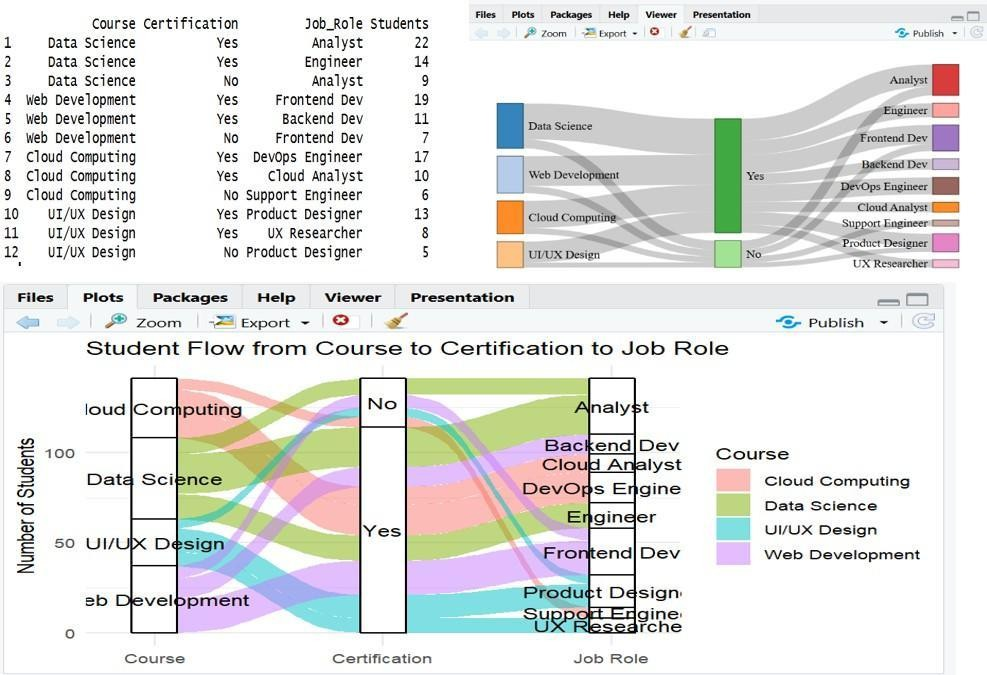 Course Certification Job_Role Students
1 Data Science Yes Analyst 22
2 Data Science Yes Engineer 14
3 Data Science No Analyst 9
4 Web Development Yes Frontend Dev 19
5 Web Development Yes Backend Dev 11
6 Web Development No Frontend Dev 7
7 Cloud Computing Yes DevOps Engineer 17
8 Cloud Computing Yes Cloud Analyst 10
9 Cloud Computing No Support Engineer 6
10 UI/UX Design Yes Product Designer 13
11 UI/UX Design Yes UX Researcher 8
12 UI/UX Design No Product Designer 5
Files Plots Packages Help Viewer Presentation
Zoom Export Publish
Data Science
Web Development
Cloud Computing
UI/UX Design
Yes
No
Analyst
Engineer
Frontend Dev
Backend Dev
DevOps Engineer
Cloud Analyst
Support Engineer
Product Designer
UX Researcher
Files Plots Packages Help Viewer Presentation
Zoom Export Publish
Student Flow from Course to Certification to Job Role
Number of Students
100
50
0
loud Computing
Data Science
UI/UX Design
eb Development
No
Yes
Analyst
Backend Dev
Cloud Analyst
DevOps Engine
Engineer
Frontend Dev
Product Design
Support Enginee
UX Researche
Course
Certification
Job Role
Course
Cloud Computing
Data Science
UI/UX Design
Web Development